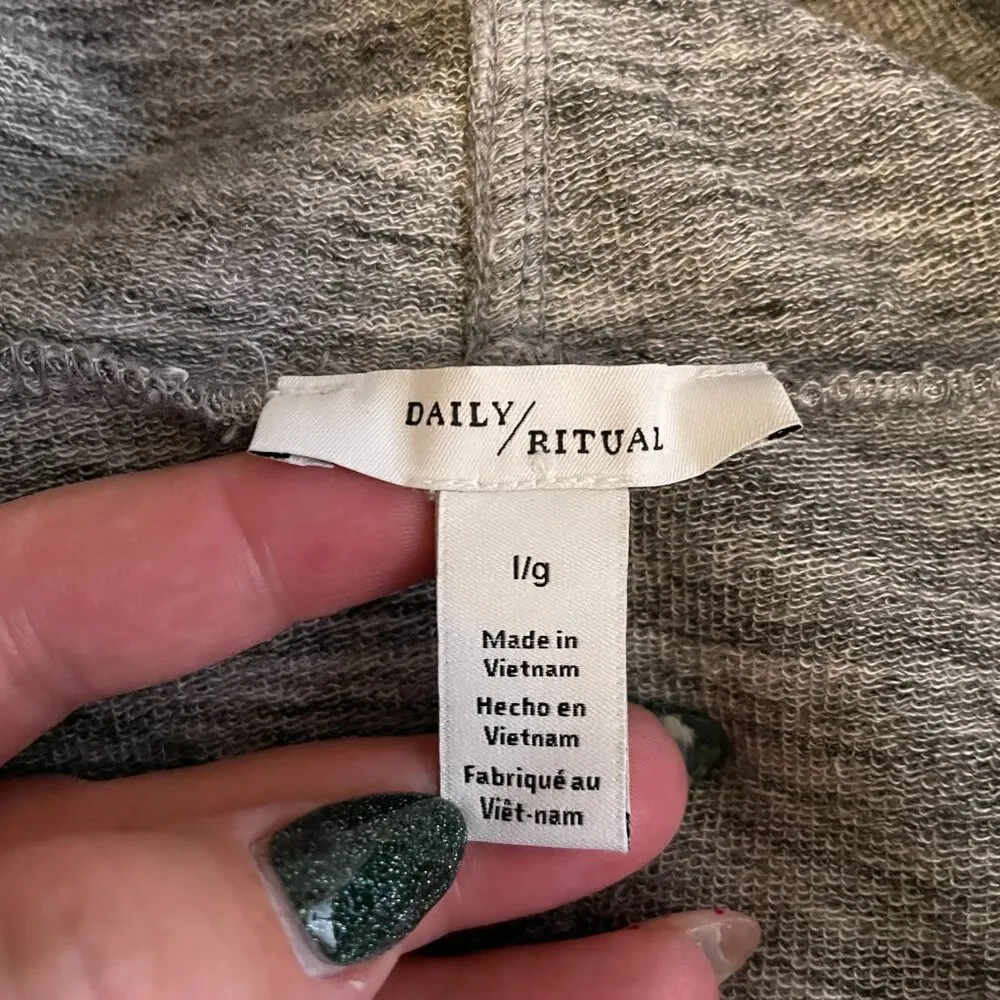 DAILY/
RITUAL
l/g
Made in
Vietnam
Hecho en
Vietnam
Fabriqué au
Viêt-nam